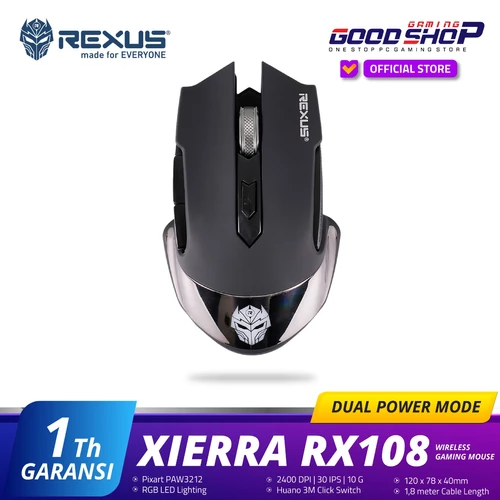 REXUS®
made for EVERYONE
GAMING
GOODSHOP
ONE STOP PC GAMING STORE
OFFICIAL STORE
REXUS®
DUAL POWER MODE
1Th
GARANSI
XIERRA RX108
WIRELESS
GAMING MOUSE
• Pixart PAW3212
• RGB LED Lighting
• 2400 DPI | 30 IPS | 10 G
• Huano 3M Click Switch
• 120 x 78 x 40mm
• 1,8 meter Cable Length